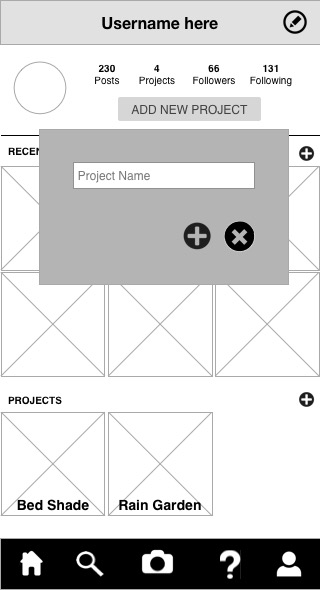 Username here
230 4 66 131
Posts Projects Followers Following
ADD NEW PROJECT
RECEN
Project Name
PROJECTS
Bed Shade Rain Garden